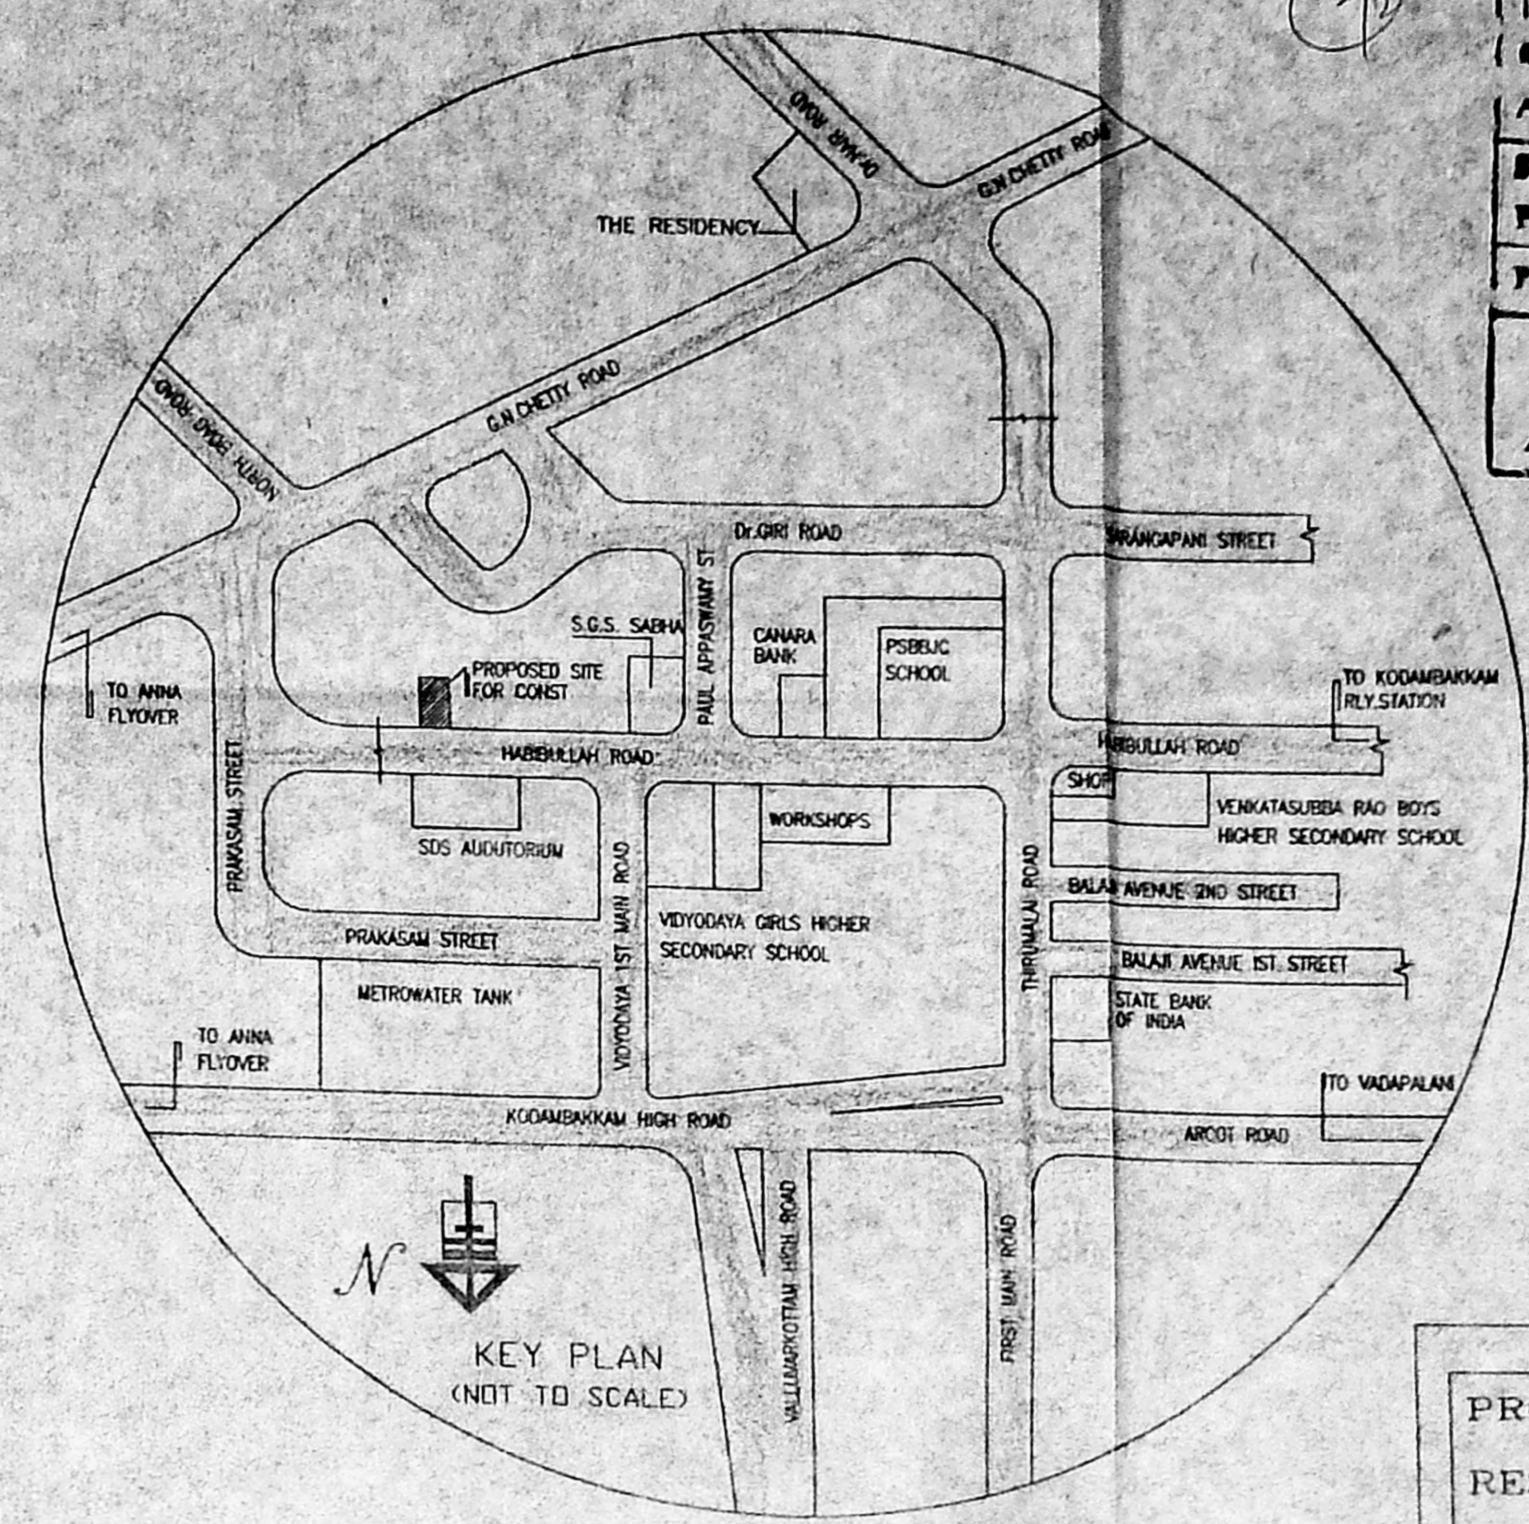 Dr.NAIR ROAD
G.N CHETTY ROAD
THE RESIDENCY
G.N CHETTY ROAD
NORTH BOAG ROAD
Dr.GIRI ROAD
SARANGAPANI STREET
S.G.S. SABHA
PAUL APPASWAMY ST
CANARA
BANK
PSBBJC
SCHOOL
PROPOSED SITE
FOR CONST
TO ANNA
FLYOVER
TO KODAMBAKKAM
RLY.STATION
HABIBULLAH ROAD
HABIBULLAH ROAD
PRAKASAM STREET
SHOP
VENKATASUBBA RAO BOYS
HIGHER SECONDARY SCHOOL
WORKSHOPS
SDS AUDUTORIUM
VIDYODAYA 1ST MAIN ROAD
THIRUMALAI ROAD
BALAJI AVENUE 2ND STREET
VIDYODAYA GIRLS HIGHER
SECONDARY SCHOOL
PRAKASAM STREET
BALAJI AVENUE 1ST. STREET
METROWATER TANK
STATE BANK
OF INDIA
TO ANNA
FLYOVER
TO VADAPALANI
KODAMBAKKAM HIGH ROAD
ARCOT ROAD
VALLUVARKOTTAM HIGH ROAD
FIRST MAIN ROAD
N
KEY PLAN
(NOT TO SCALE)
PR
RE